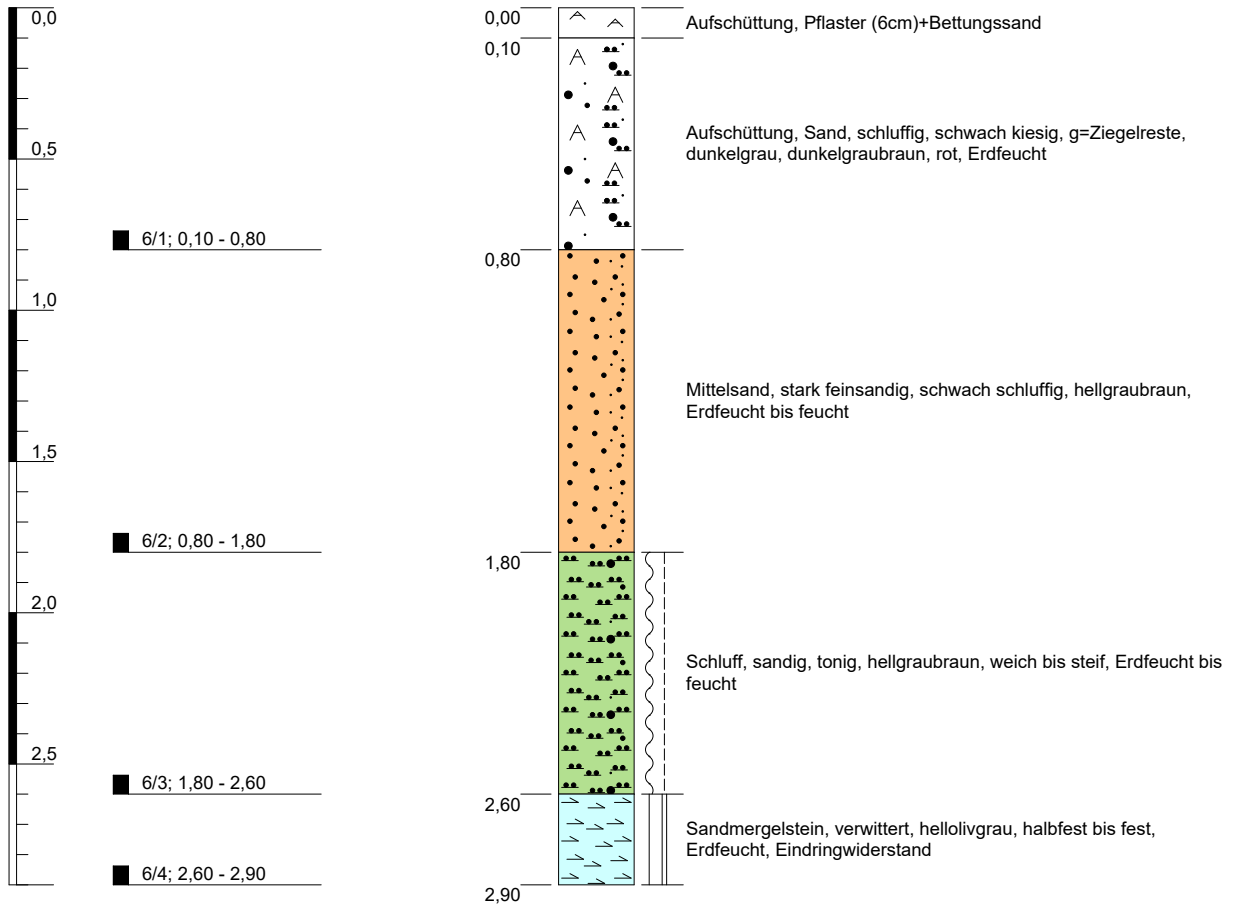 0,0
0,00
Aufschüttung, Pflaster (6cm)+Bettungssand
0,10
Aufschüttung, Sand, schluffig, schwach kiesig, g=Ziegelreste,
dunkelgrau, dunkelgraubraun, rot, Erdfeucht
0,5
6/1; 0,10 - 0,80
0,80
1,0
Mittelsand, stark feinsandig, schwach schluffig, hellgraubraun,
Erdfeucht bis feucht
1,5
6/2; 0,80 - 1,80
1,80
2,0
Schluff, sandig, tonig, hellgraubraun, weich bis steif, Erdfeucht bis
feucht
2,5
6/3; 1,80 - 2,60
2,60
Sandmergelstein, verwittert, hellolivgrau, halbfest bis fest,
Erdfeucht, Eindringwiderstand
6/4; 2,60 - 2,90
2,90